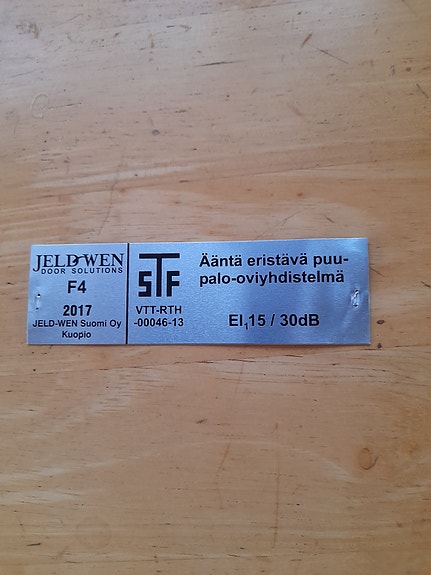 JELD-WEN
DOOR SOLUTIONS
F4
2017
JELD-WEN Suomi Oy
Kuopio
STF
VTT-RTH
-00046-13
Ääntä eristävä puu-
palo-oviyhdistelmä
EI₁15 / 30dB